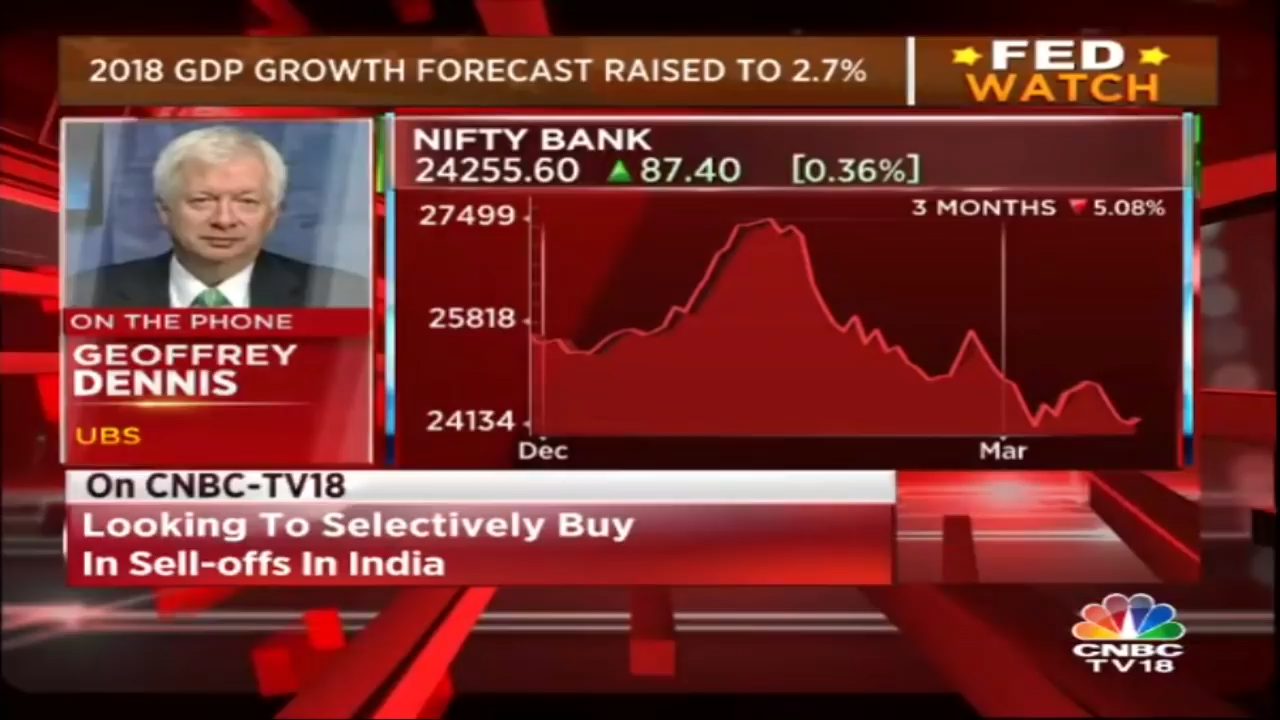 2018 GDP GROWTH FORECAST RAISED TO 2.7%
FED
WATCH
NIFTY BANK
24255.60 ▲87.40 [0.36%]
3 MONTHS ▼5.08%
27499
25818
24134
Dec Mar
ON THE PHONE
GEOFFREY
DENNIS
UBS
On CNBC-TV18
Looking To Selectively Buy
In Sell-offs In India
CNBC
TV18